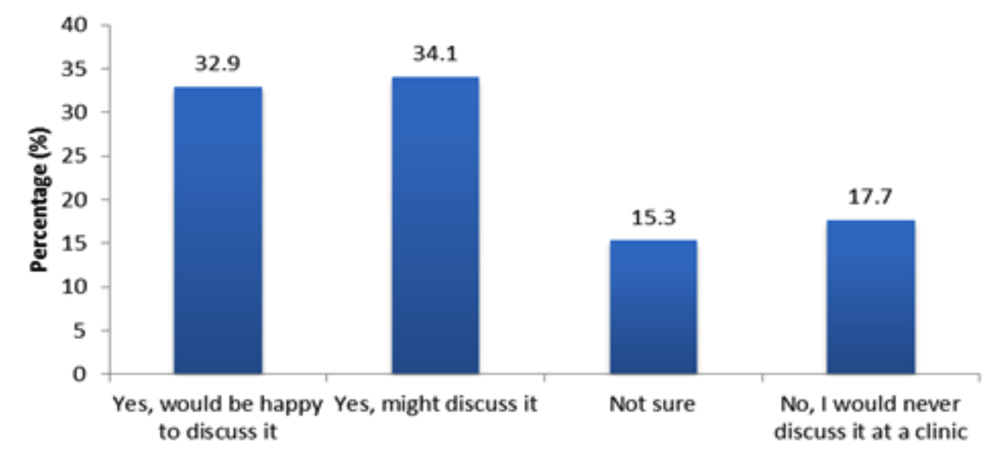 Percentage (%)
40
35
30
25
20
15
10
5
0
32.9
34.1
15.3
17.7
Yes, would be happy
to discuss it
Yes, might discuss it
Not sure
No, I would never
discuss it at a clinic